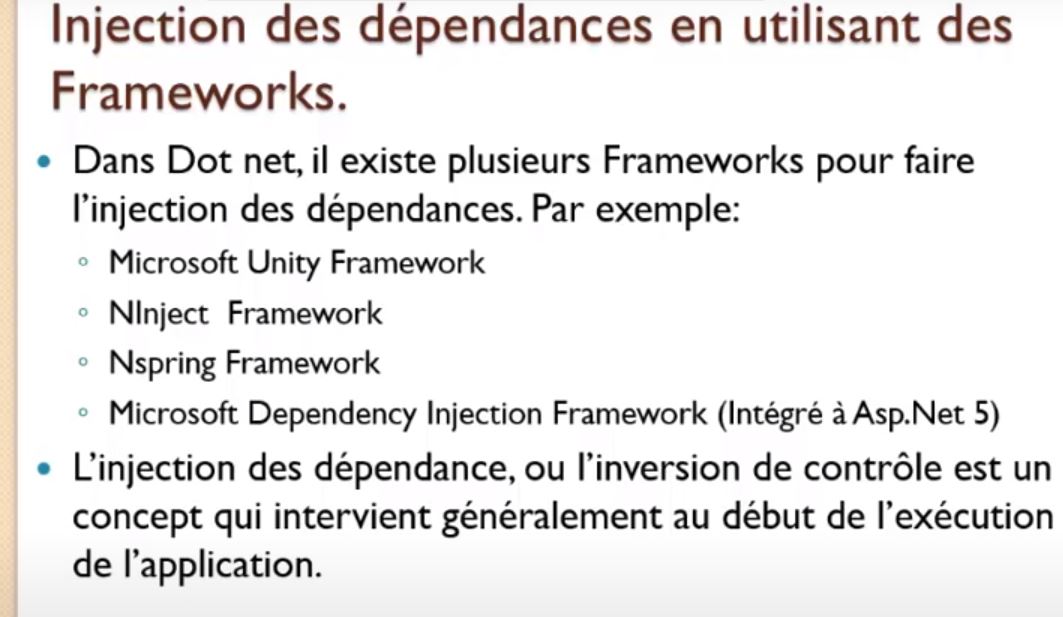 Injection des dépendances en utilisant des
Frameworks.
• Dans Dot net, il existe plusieurs Frameworks pour faire
l’injection des dépendances. Par exemple:
◦ Microsoft Unity Framework
◦ NInject Framework
◦ Nspring Framework
◦ Microsoft Dependency Injection Framework (Intégré à Asp.Net 5)
• L’injection des dépendance, ou l’inversion de contrôle est un
concept qui intervient généralement au début de l’exécution
de l’application.